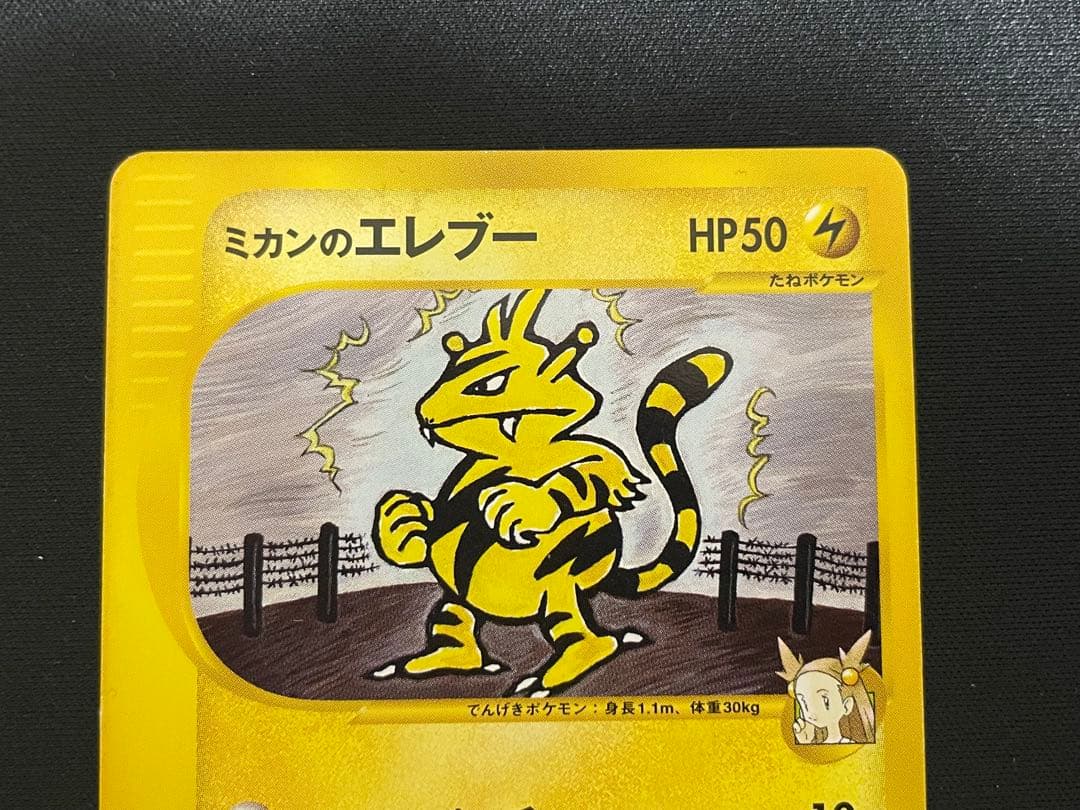 ミカンのエレブー HP50
たねポケモン
でんげきポケモン：身長1.1m、体重30kg
10